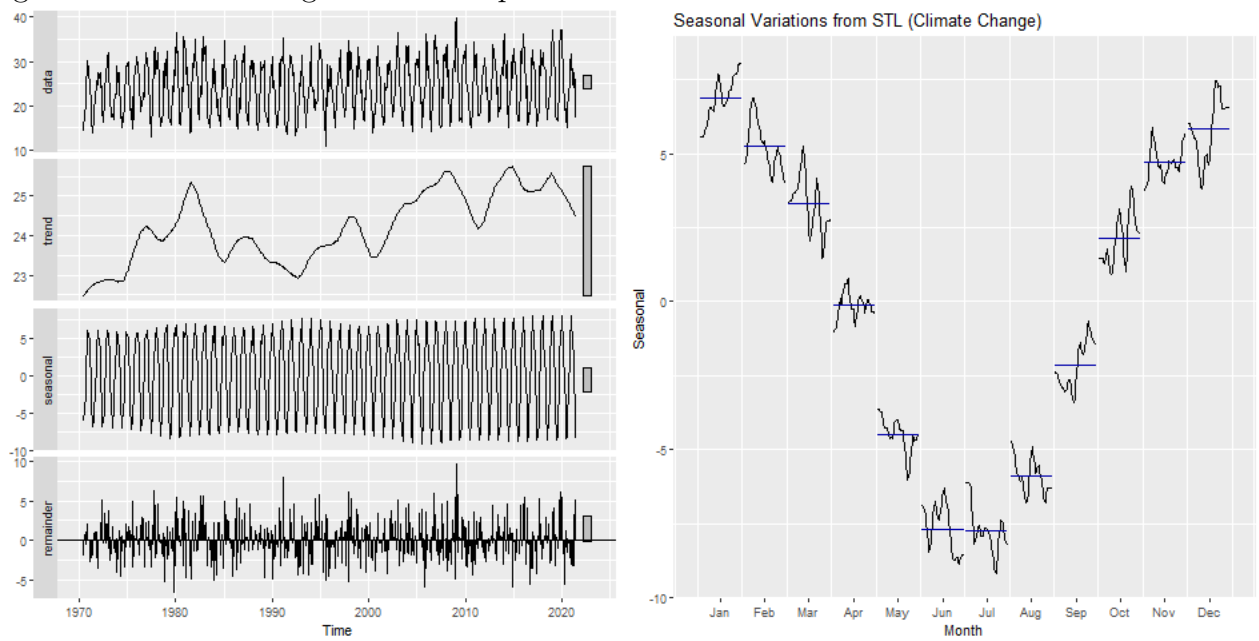 Seasonal Variations from STL (Climate Change)
40
30
20
10
data
25
24
23
trend
5
0
-5
-10
seasonal
10
5
0
-5
remainder
1970 1980 1990 2000 2010 2020
Time
5
0
-5
-10
Seasonal
Jan Feb Mar Apr May Jun Jul Aug Sep Oct Nov Dec
Month